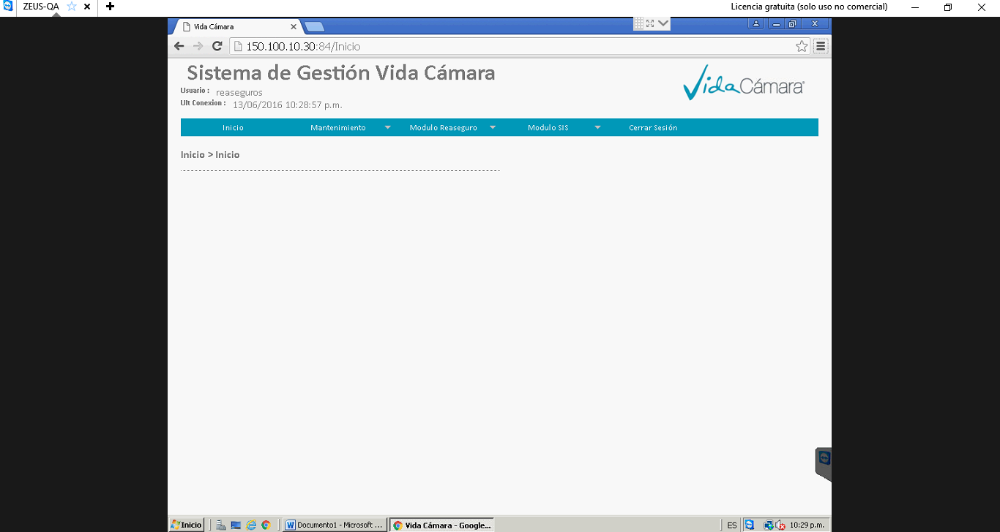 ZEUS-QA
Licencia gratuita (solo uso no comercial)
Vida Cámara
150.100.10.30:84/Inicio
Sistema de Gestión Vida Cámara
Usuario : reaseguros
Ult Conexion : 13/06/2016 10:28:57 p.m.
VidaCámara®
Inicio Mantenimiento Modulo Reaseguro Modulo SIS Cerrar Sesión
Inicio > Inicio
Inicio Documento1 - Microsoft ... Vida Cámara - Google... ES 10:29 p.m.